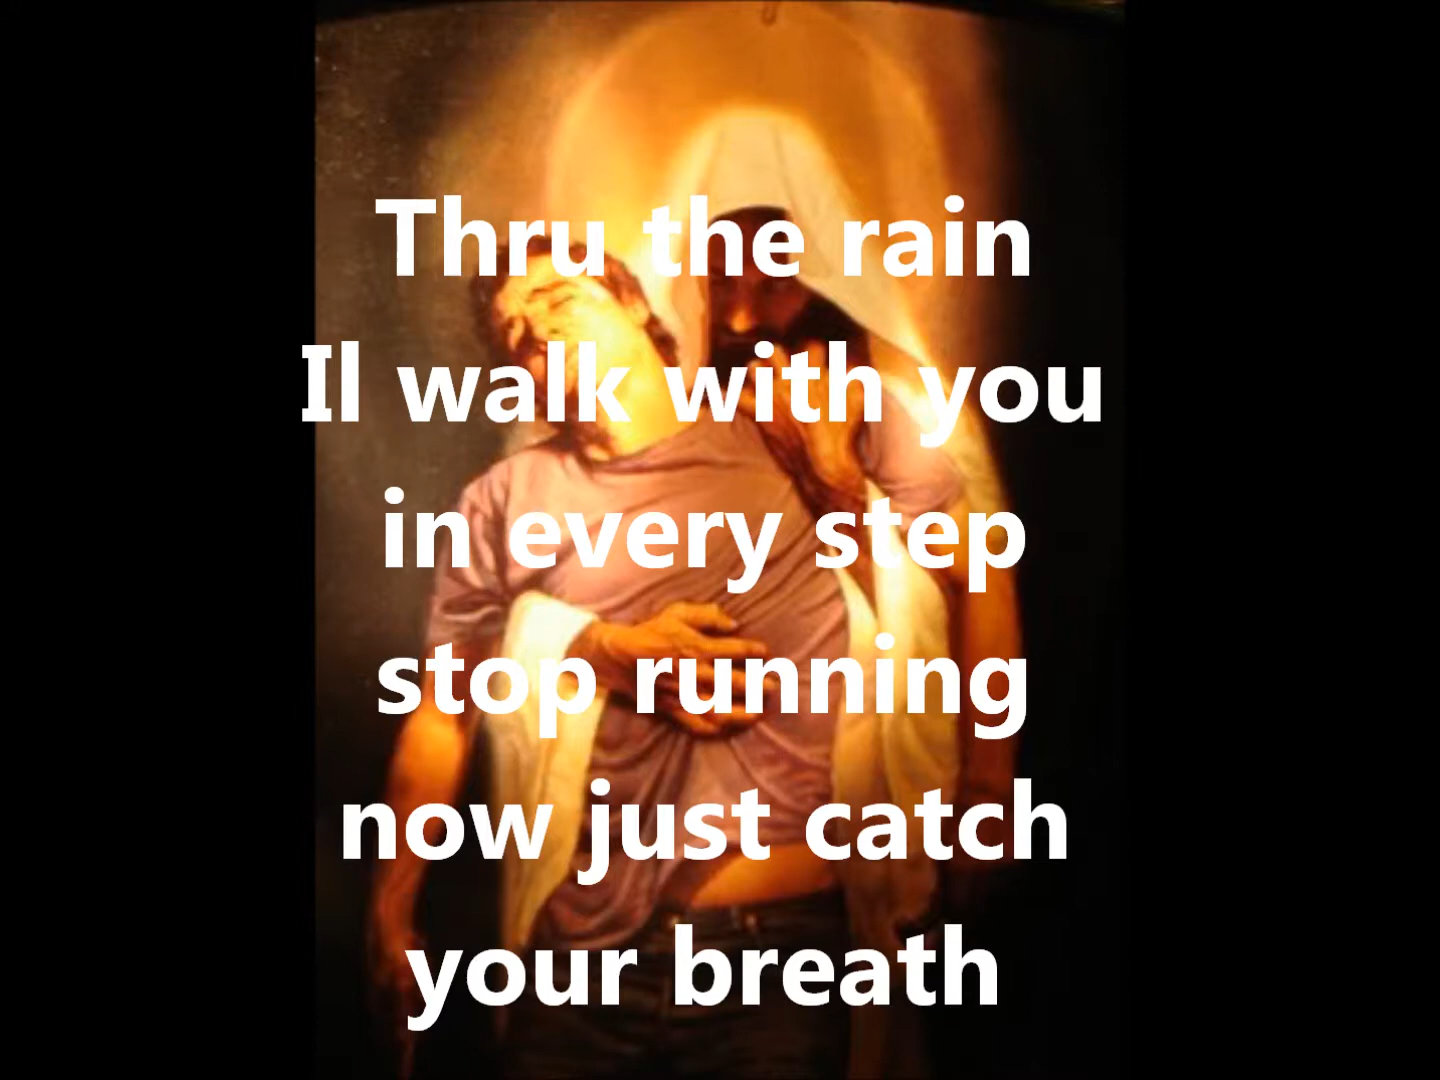 Thru the rain
Il walk with you
in every step
stop running
now just catch
your breath